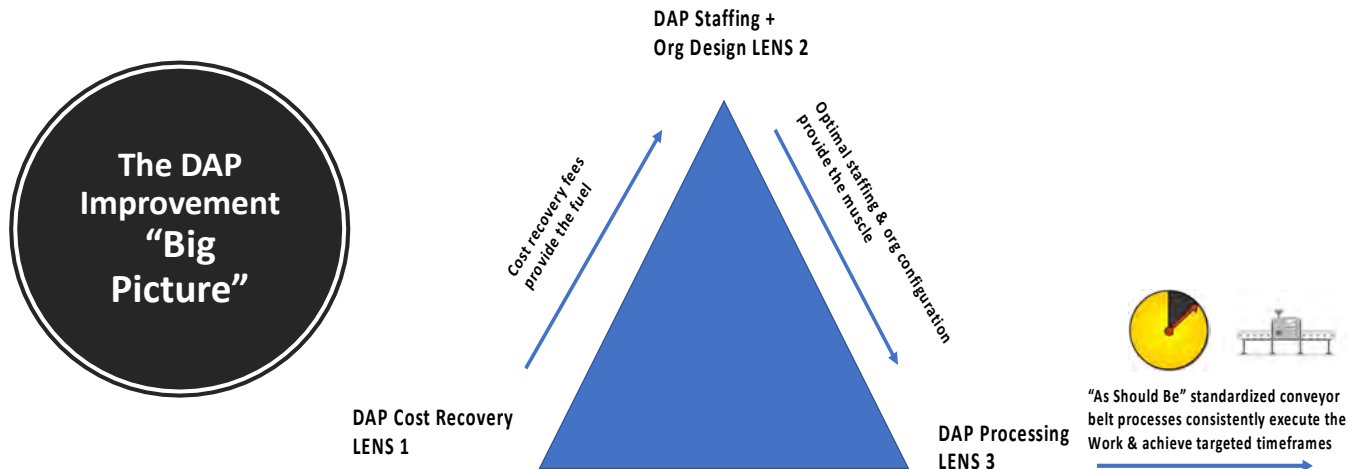 The DAP
Improvement
“Big
Picture”
DAP Staffing +
Org Design LENS 2
Cost recovery fees
provide the fuel
Optimal staffing & org configuration
provide the muscle
DAP Cost Recovery
LENS 1
DAP Processing
LENS 3
“As Should Be” standardized conveyor
belt processes consistently execute the
Work & achieve targeted timeframes